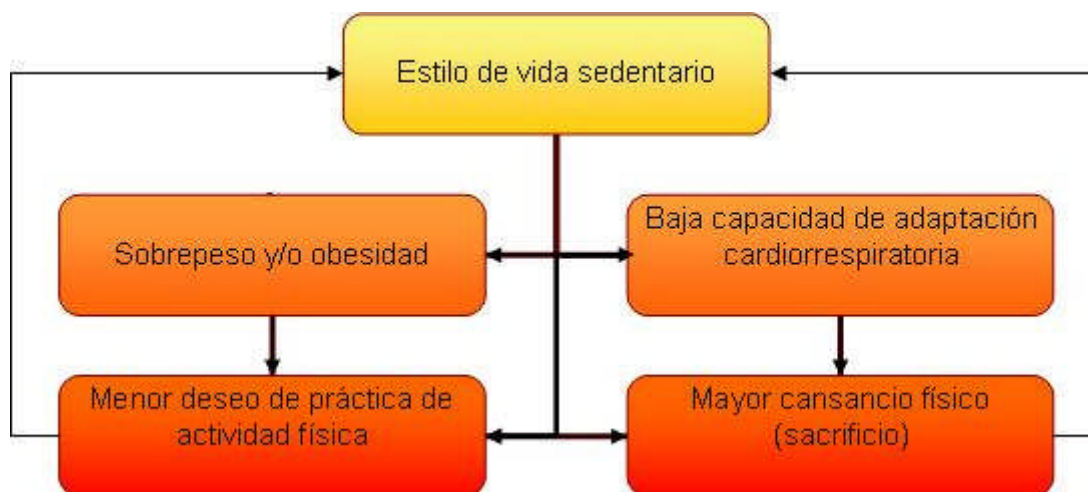 Estilo de vida sedentario
Sobrepeso y/o obesidad
Baja capacidad de adaptación
cardiorrespiratoria
Menor deseo de práctica de
actividad física
Mayor cansancio físico
(sacrificio)